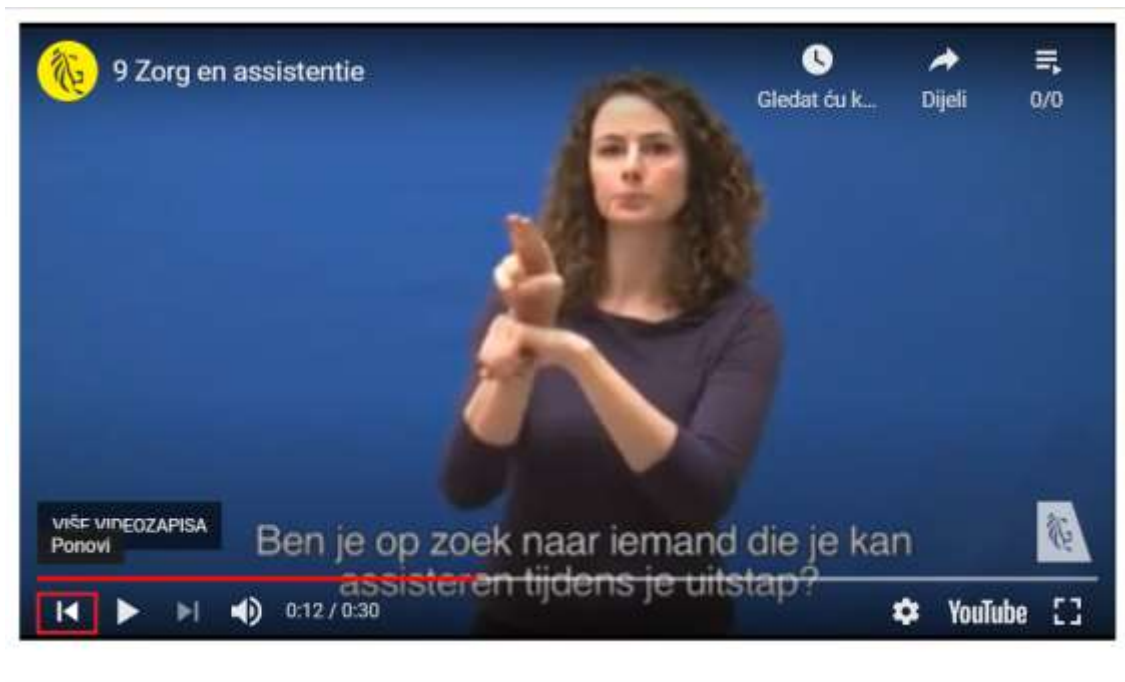 9 Zorg en assistentie
Gledat ću k...
Dijeli
0/0
VIŠE VIDEOZAPISA
Ponovi
Ben je op zoek naar iemand die je kan
assisteren tijdens je uitstap?
0:12 / 0:30
YouTube